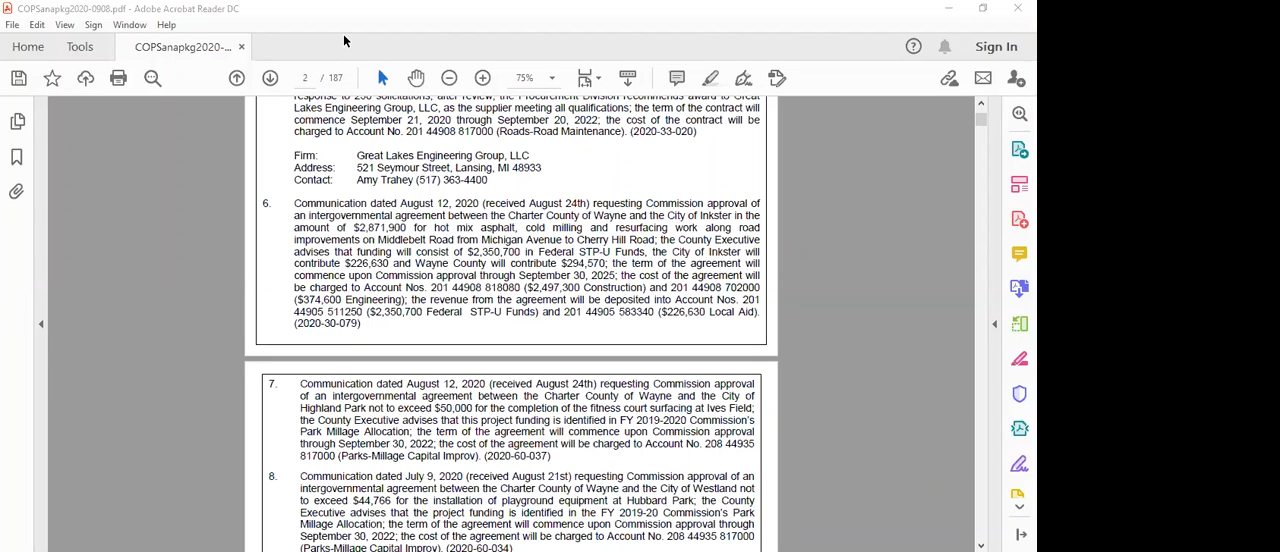 COPSanapkg2020-0908.pdf - Adobe Acrobat Reader DC
File Edit View Sign Window Help
Home Tools COPSanapkg2020-... × Sign In
2 / 187 75%
response to 260 solicitations, after review, the Procurement Division recommends award to Great
Lakes Engineering Group, LLC, as the supplier meeting all qualifications; the term of the contract will
commence September 21, 2020 through September 20, 2022; the cost of the contract will be
charged to Account No. 201 44908 817000 (Roads-Road Maintenance). (2020-33-020)
Firm: Great Lakes Engineering Group, LLC
Address: 521 Seymour Street, Lansing, MI 48933
Contact: Amy Trahey (517) 363-4400
6. Communication dated August 12, 2020 (received August 24th) requesting Commission approval of
an intergovernmental agreement between the Charter County of Wayne and the City of Inkster in the
amount of $2,871,900 for hot mix asphalt, cold milling and resurfacing work along road
improvements on Middlebelt Road from Michigan Avenue to Cherry Hill Road; the County Executive
advises that funding will consist of $2,350,700 in Federal STP-U Funds, the City of Inkster will
contribute $226,630 and Wayne County will contribute $294,570; the term of the agreement will
commence upon Commission approval through September 30, 2025; the cost of the agreement will
be charged to Account Nos. 201 44908 818080 ($2,497,300 Construction) and 201 44908 702000
($374,600 Engineering); the revenue from the agreement will be deposited into Account Nos. 201
44905 511250 ($2,350,700 Federal STP-U Funds) and 201 44905 583340 ($226,630 Local Aid).
(2020-30-079)
7. Communication dated August 12, 2020 (received August 24th) requesting Commission approval
of an intergovernmental agreement between the Charter County of Wayne and the City of
Highland Park not to exceed $50,000 for the completion of the fitness court surfacing at Ives Field;
the County Executive advises that this project funding is identified in FY 2019-2020 Commission's
Park Millage Allocation; the term of the agreement will commence upon Commission approval
through September 30, 2022; the cost of the agreement will be charged to Account No. 208 44935
817000 (Parks-Millage Capital Improv). (2020-60-037)
8. Communication dated July 9, 2020 (received August 21st) requesting Commission approval of an
intergovernmental agreement between the Charter County of Wayne and the City of Westland not
to exceed $44,766 for the installation of playground equipment at Hubbard Park; the County
Executive advises that the project funding is identified in the FY 2019-20 Commission's Park
Millage Allocation; the term of the agreement will commence upon Commission approval through
September 30, 2022; the cost of the agreement will be charged to Account No. 208 44935 817000
(Parks-Millage Capital Improv). (2020-60-034)